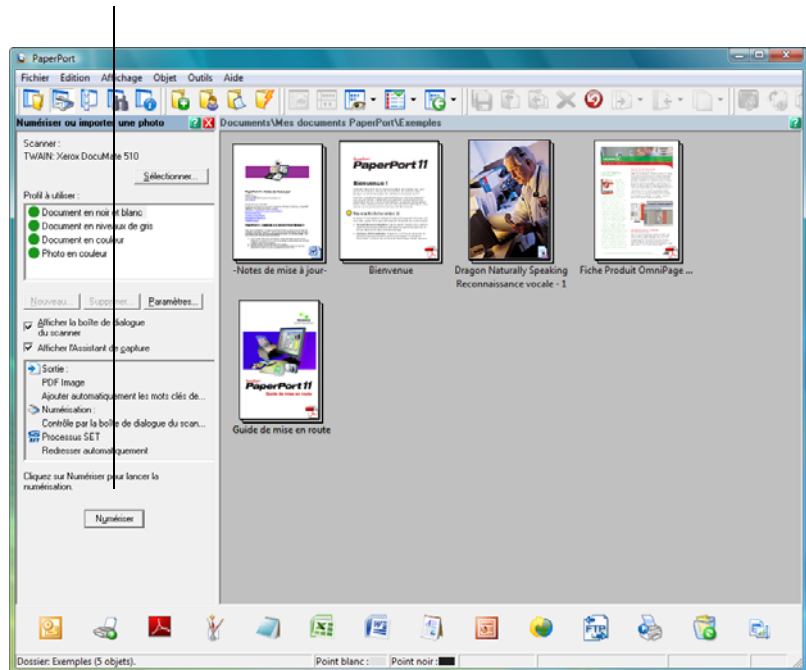 PaperPort
Fichier Edition Affichage Objet Outils Aide
Numériser ou importer une photo
Documents\Mes documents PaperPort\Exemples
Scanner :
TWAIN: Xerox DocuMate 510
Sélectionner...
Profil à utiliser :
Document en noir et blanc
Document en niveaux de gris
Document en couleur
Photo en couleur
Nouveau... Supprimer... Paramètres...
Afficher la boîte de dialogue
du scanner
Afficher l'Assistant de capture
Sortie :
PDF Image
Ajouter automatiquement les mots clés de...
Numérisation :
Contrôle par la boîte de dialogue du scan...
Processus SET
Redresser automatiquement
Cliquez sur Numériser pour lancer la
numérisation.
Numériser
PaperPort 11
Bienvenue !
-Notes de mise à jour-
Bienvenue
Dragon Naturally Speaking
Reconnaissance vocale - 1
Fiche Produit OmniPage ...
PaperPort 11
Guide de mise en route
Guide de mise en route
FTP
Dossier: Exemples (5 objets).
Point blanc :
Point noir :